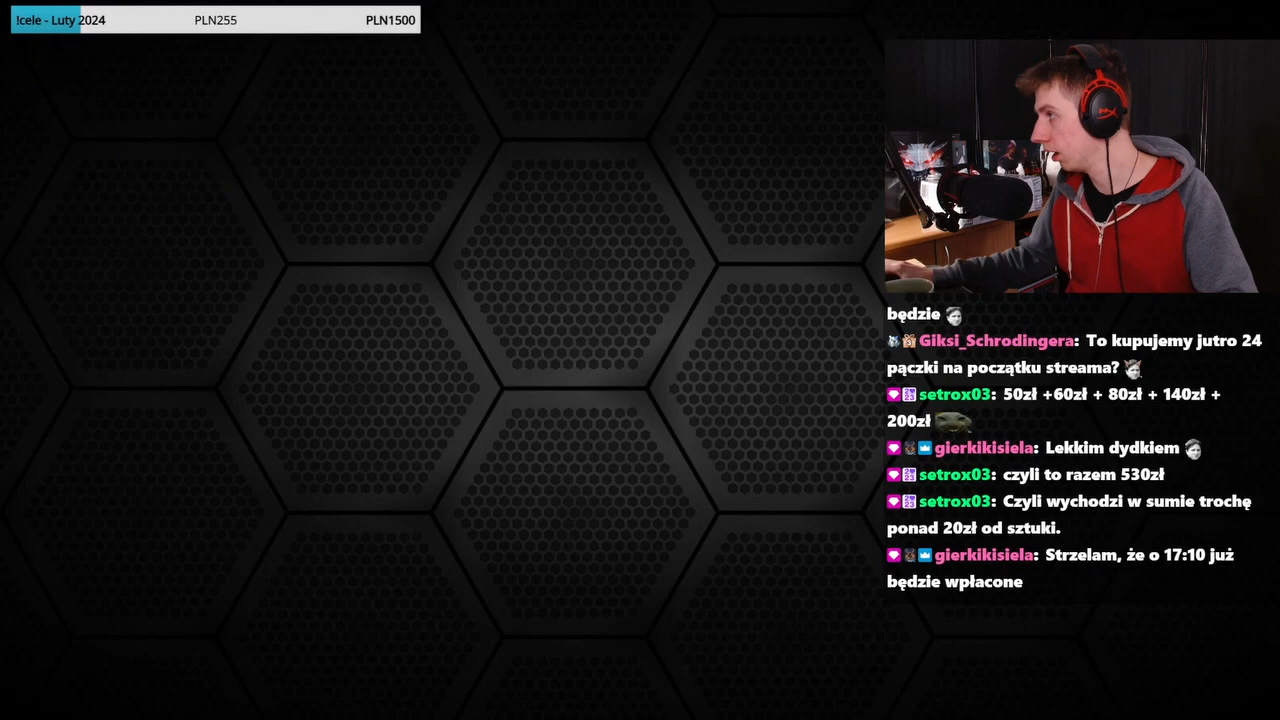 !cele - Luty 2024 PLN255 PLN1500
będzie
Giksi_Schrodingera: To kupujemy jutro 24
pączki na początku streama?
setrox03: 50zł +60zł + 80zł + 140zł +
200zł
gierkikisiela: Lekkim dydkiem
setrox03: czyli to razem 530zł
setrox03: Czyli wychodzi w sumie trochę
ponad 20zł od sztuki.
gierkikisiela: Strzelam, że o 17:10 już
będzie wpłacone